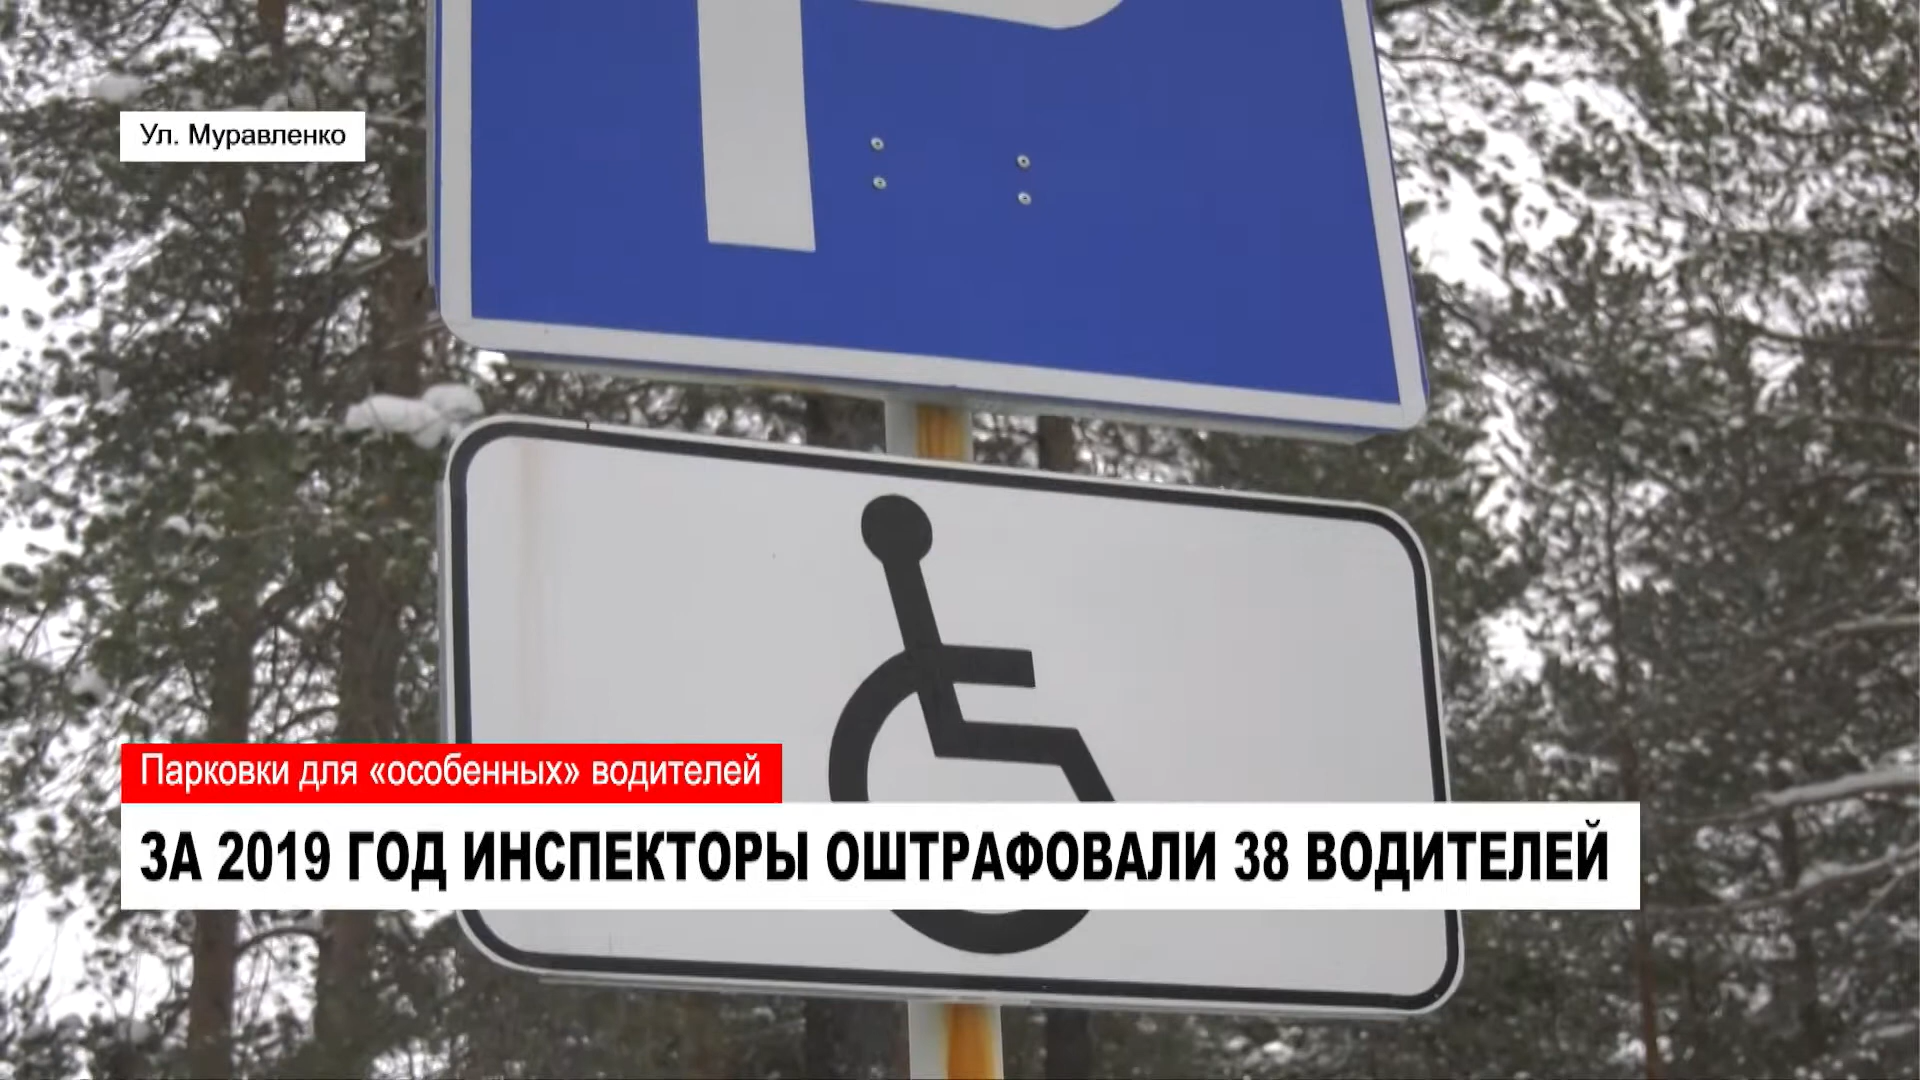 Ул. Муравленко
Парковки для «особенных» водителей
ЗА 2019 ГОД ИНСПЕКТОРЫ ОШТРАФОВАЛИ 38 ВОДИТЕЛЕЙ